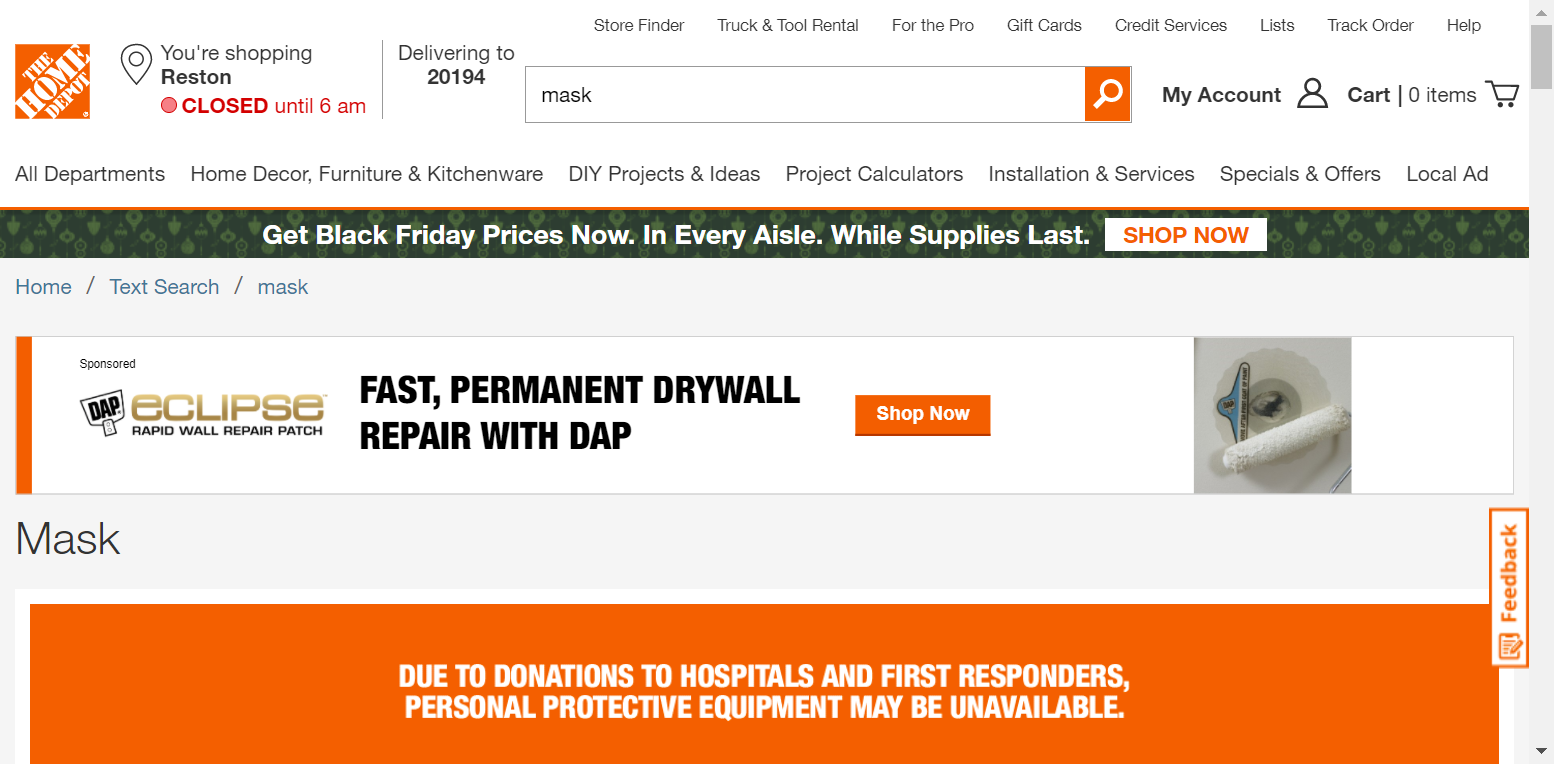 Store Finder Truck & Tool Rental For the Pro Gift Cards Credit Services Lists Track Order Help
THE HOME DEPOT
You're shopping
Reston
CLOSED until 6 am
Delivering to
20194
mask
My Account
Cart | 0 items
All Departments Home Decor, Furniture & Kitchenware DIY Projects & Ideas Project Calculators Installation & Services Specials & Offers Local Ad
Get Black Friday Prices Now. In Every Aisle. While Supplies Last. SHOP NOW
Home / Text Search / mask
Sponsored
DAP ECLIPSE™
RAPID WALL REPAIR PATCH
FAST, PERMANENT DRYWALL
REPAIR WITH DAP
Shop Now
Mask
Feedback
DUE TO DONATIONS TO HOSPITALS AND FIRST RESPONDERS,
PERSONAL PROTECTIVE EQUIPMENT MAY BE UNAVAILABLE.